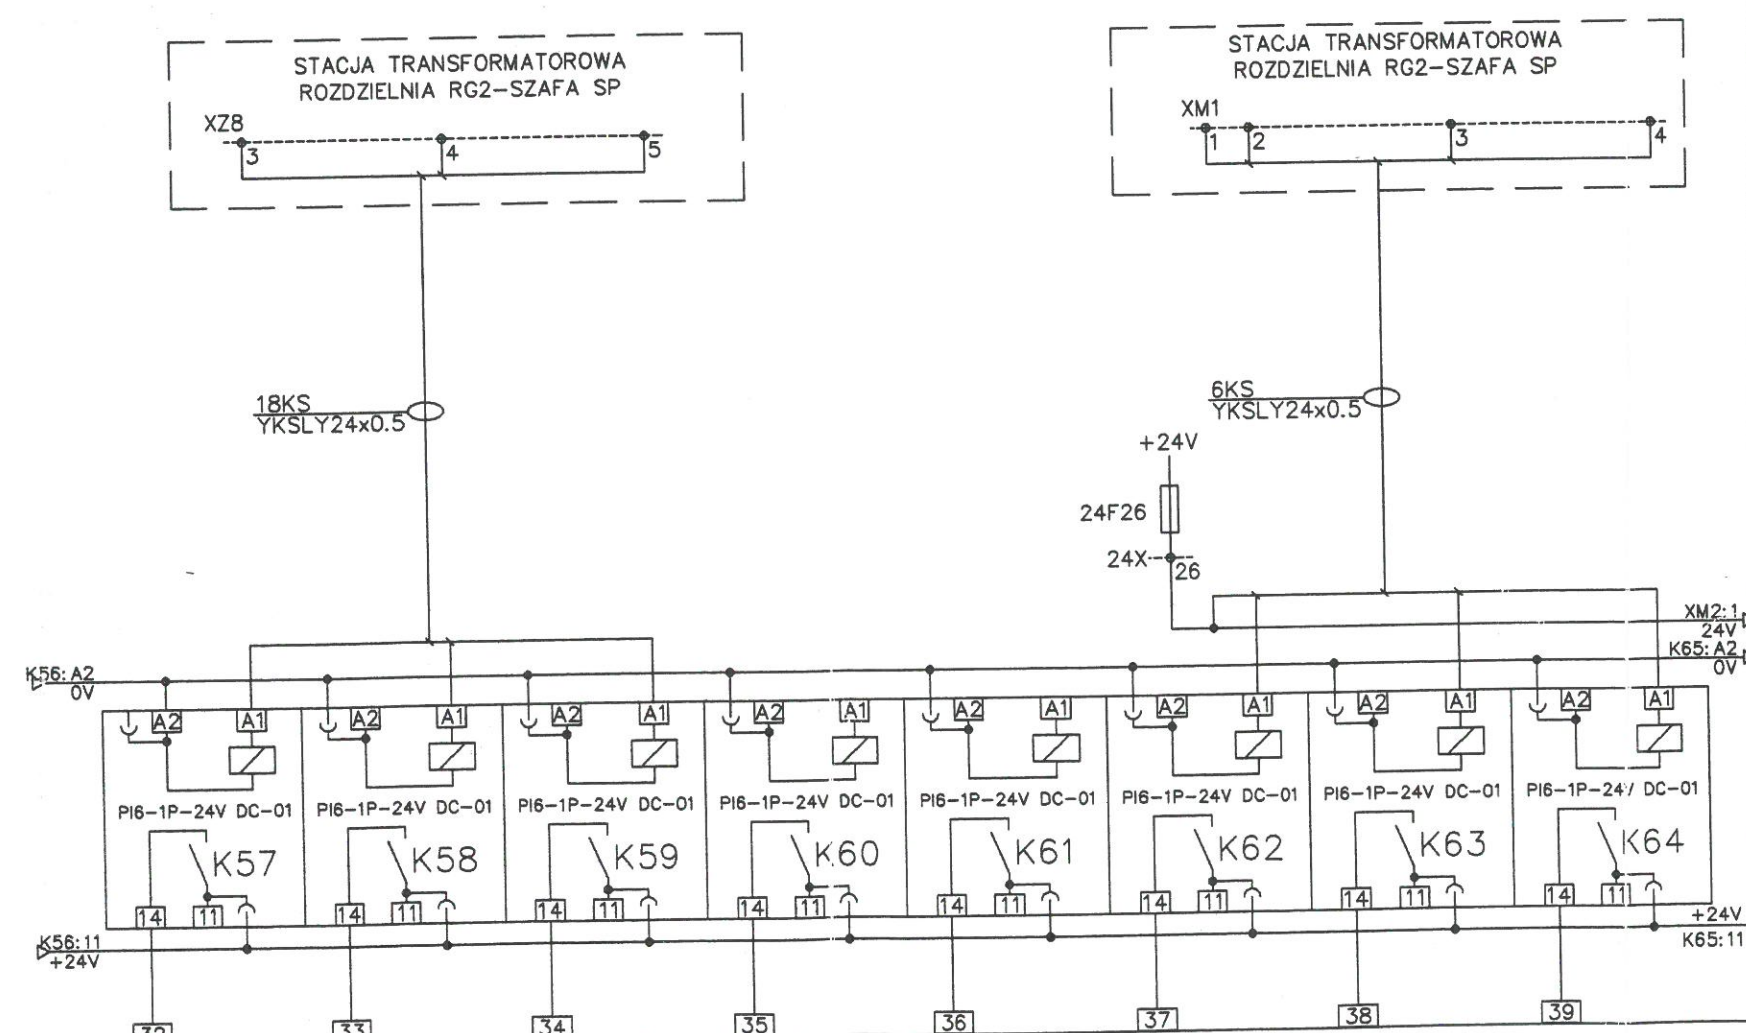 STACJA TRANSFORMATOROWA
ROZDZIELNIA RG2-SZAFA SP
XZ8
3
4
5
STACJA TRANSFORMATOROWA
ROZDZIELNIA RG2-SZAFA SP
XM1
1
2
3
4
18KS
YKSLY24x0.5
6KS
YKSLY24x0.5
+24V
24F26
24X
26
XM2:1
24V
K56:A2
0V
K65:A2
0V
A2 A1 A2 A1 A2 A1 A2 A1 A2 A1 A2 A1 A2 A1 A2 A1
PI6-1P-24V DC-01 PI6-1P-24V DC-01 PI6-1P-24V DC-01 PI6-1P-24V DC-01 PI6-1P-24V DC-01 PI6-1P-24V DC-01 PI6-1P-24V DC-01 PI6-1P-24V DC-01
K57 K58 K59 K60 K61 K62 K63 K64
14 11 14 11 14 11 14 11 14 11 14 11 14 11 14 11
K56:11
+24V
+24V
K65:11
32 33 34 35 36 37 38 39